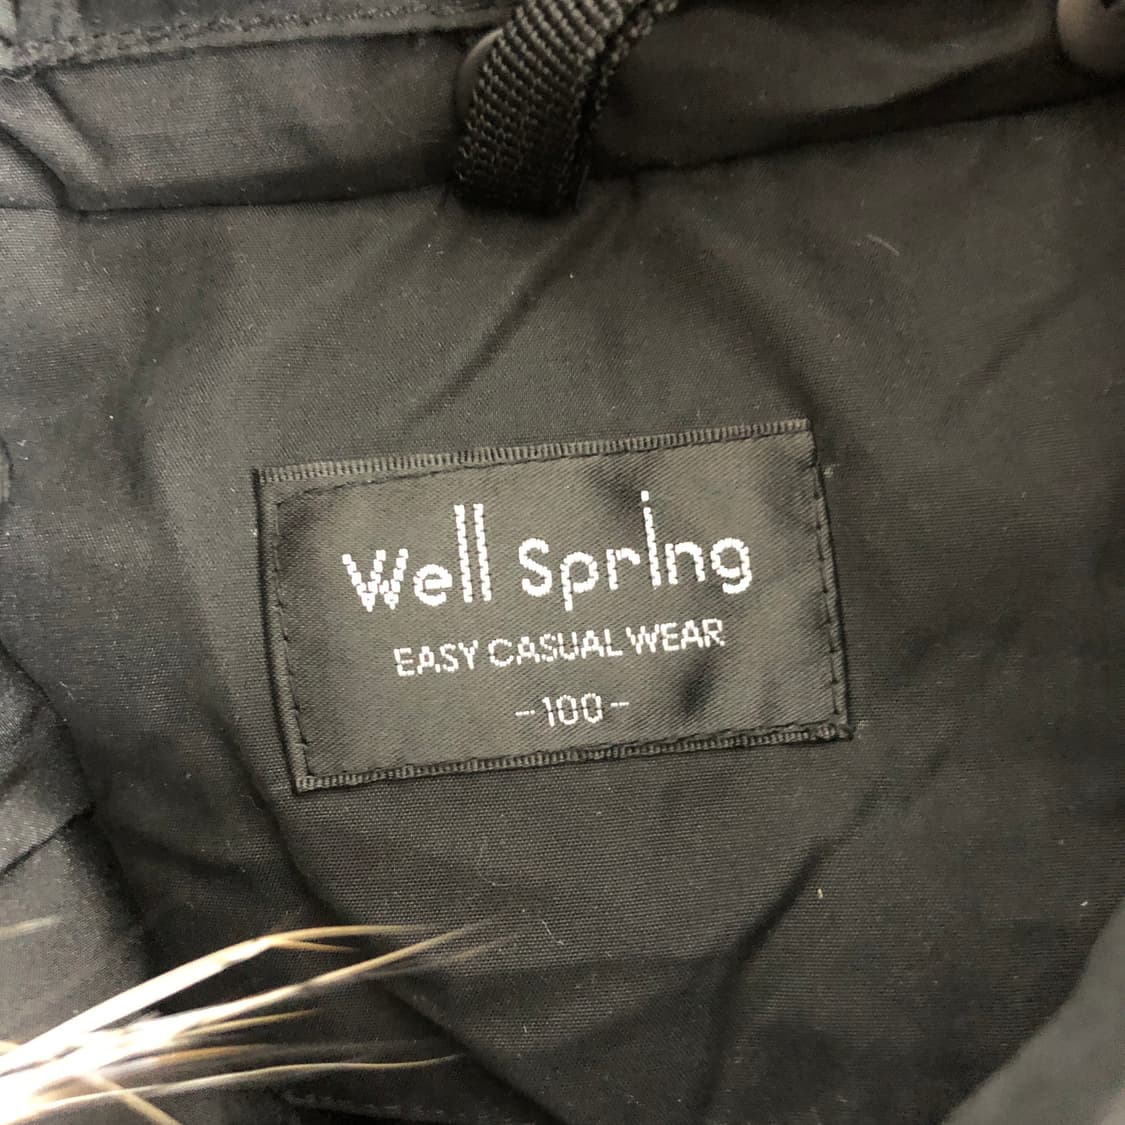 Well Spring
EASY CASUAL WEAR
-100-